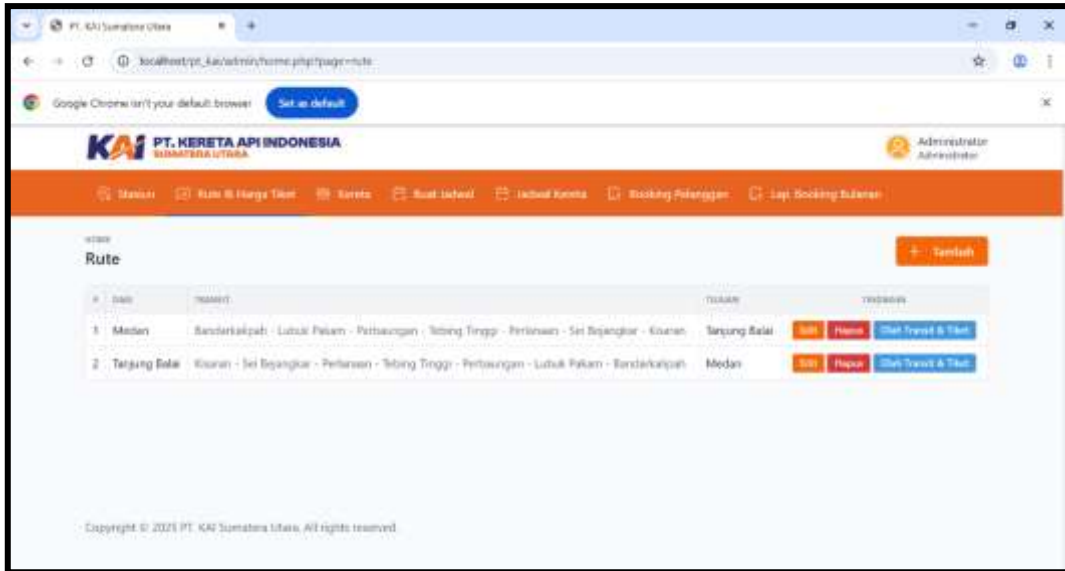 PT. KAI Sumatera Utara
localhost/pt_kai/admin/home.php?page=rute
Google Chrome isn't your default browser Set as default
KAI PT. KERETA API INDONESIA
SUMATERA UTARA
Administrator
Administrator
Stasiun Rute & Harga Tiket Kereta Buat Jadwal Jadwal Kereta Booking Pelanggan Lap. Booking Bulanan
HOME
Rute
+ Tambah
# DARI TRANSIT TUJUAN TINDAKAN
1 Medan Bandarkalipah - Lubuk Pakam - Perbaungan - Tebing Tinggi - Perlanaan - Sei Bejangkar - Kisaran Tanjung Balai Edit Hapus Transit & Tiket
2 Tanjung Balai Kisaran - Sei Bejangkar - Perlanaan - Tebing Tinggi - Perbaungan - Lubuk Pakam - Bandarkalipah Medan Edit Hapus Transit & Tiket
Copyright © 2025 PT. KAI Sumatera Utara. All rights reserved.